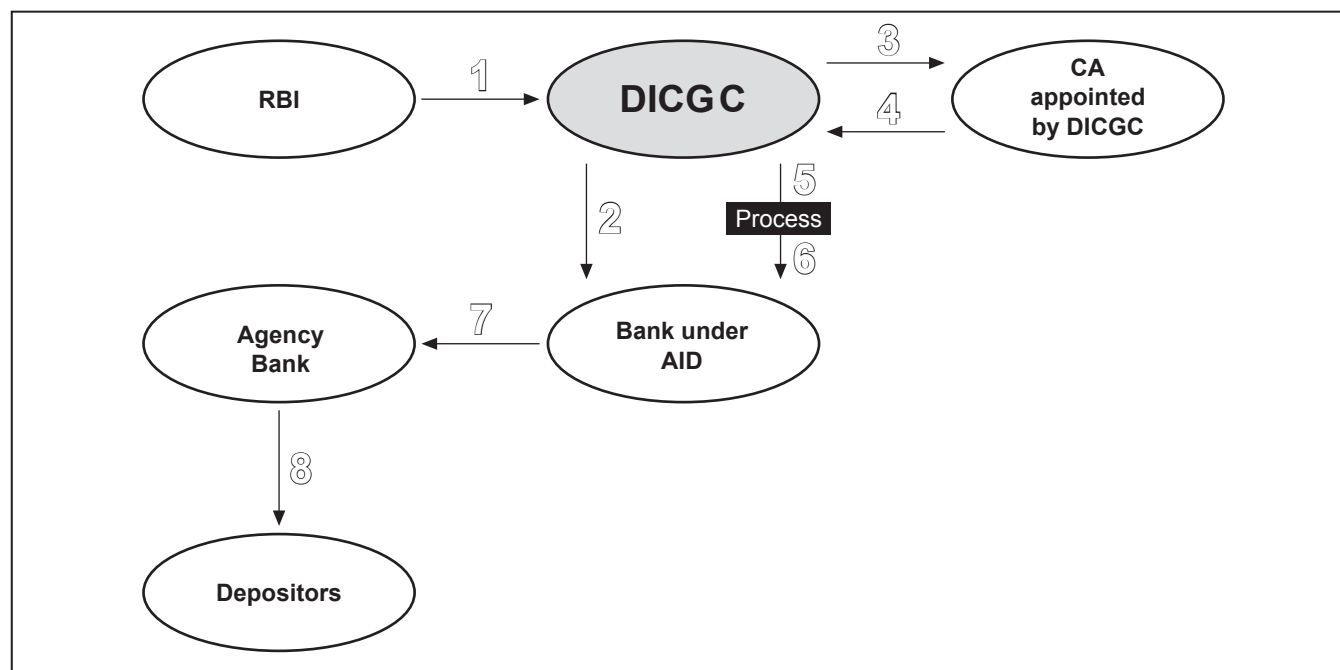 RBI
1
DICGC
3
4
CA
appointed
by DICGC
2
5
Process
6
Agency
Bank
7
Bank under
AID
8
Depositors